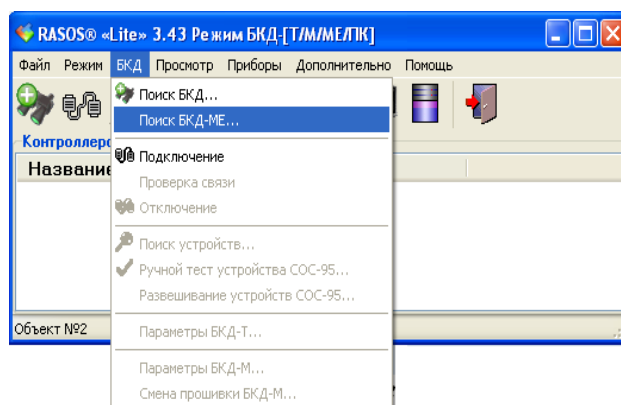 RASOS® «Lite» 3.43 Режим БКД-[Т/М/МЕ/ПК]
Файл Режим БКД Просмотр Приборы Дополнительно Помощь
Поиск БКД...
Поиск БКД-МЕ...
Контроллеро
Название
Подключение
Проверка связи
Отключение
Поиск устройств...
Ручной тест устройства СОС-95...
Развешивание устройств СОС-95...
Объект №2
Параметры БКД-Т...
Параметры БКД-М...
Смена прошивки БКД-М...